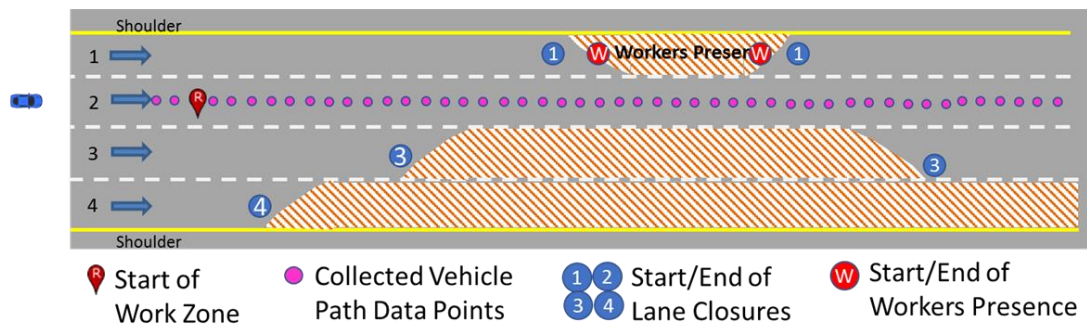 Shoulder
1
1
W
Workers Presen
W
1
2
R
3
3
3
4
4
Shoulder
R
Start of
Work Zone
Collected Vehicle
Path Data Points
1 2
3 4
Start/End of
Lane Closures
W
Start/End of
Workers Presence